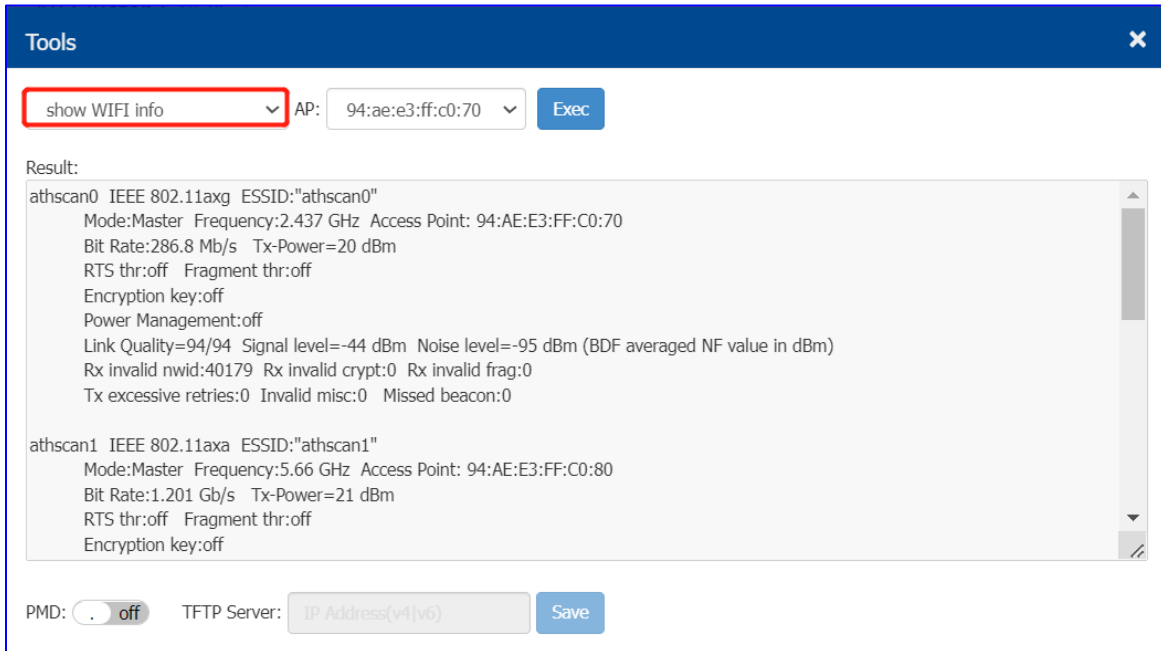 Tools
show WIFI info AP: 94:ae:e3:ff:c0:70 Exec
Result:
athscan0 IEEE 802.11axg ESSID:"athscan0"
Mode:Master Frequency:2.437 GHz Access Point: 94:AE:E3:FF:C0:70
Bit Rate:286.8 Mb/s Tx-Power=20 dBm
RTS thr:off Fragment thr:off
Encryption key:off
Power Management:off
Link Quality=94/94 Signal level=-44 dBm Noise level=-95 dBm (BDF averaged NF value in dBm)
Rx invalid nwid:40179 Rx invalid crypt:0 Rx invalid frag:0
Tx excessive retries:0 Invalid misc:0 Missed beacon:0
athscan1 IEEE 802.11axa ESSID:"athscan1"
Mode:Master Frequency:5.66 GHz Access Point: 94:AE:E3:FF:C0:80
Bit Rate:1.201 Gb/s Tx-Power=21 dBm
RTS thr:off Fragment thr:off
Encryption key:off
PMD: . off TFTP Server: IP Address(v4|v6) Save